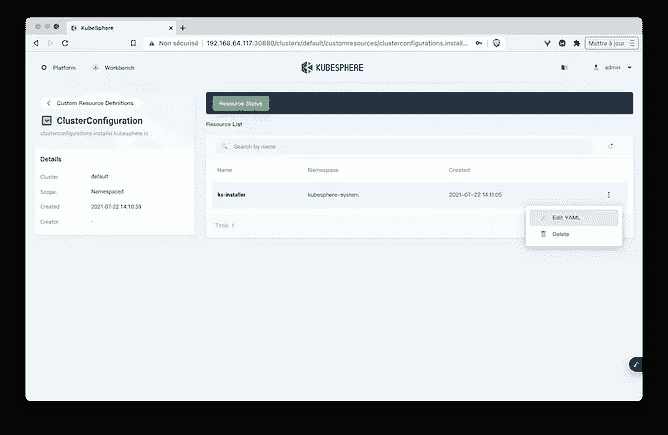 KubeSphere
Non sécurisé 192.168.64.117:30880/clusters/default/customresources/clusterconfigurations.install...
Mettre à jour
Platform Workbench KUBESPHERE admin
Custom Resource Definitions
ClusterConfiguration
clusterconfigurations.installer.kubesphere.io
Details
Cluster: default
Scope: Namespaced
Created: 2021-07-22 14:10:59
Creator: -
Resource Status
Resource List
Search by name
Name Namespace Created
ks-installer kubesphere-system 2021-07-22 14:11:05
Edit YAML
Total: 1
Delete